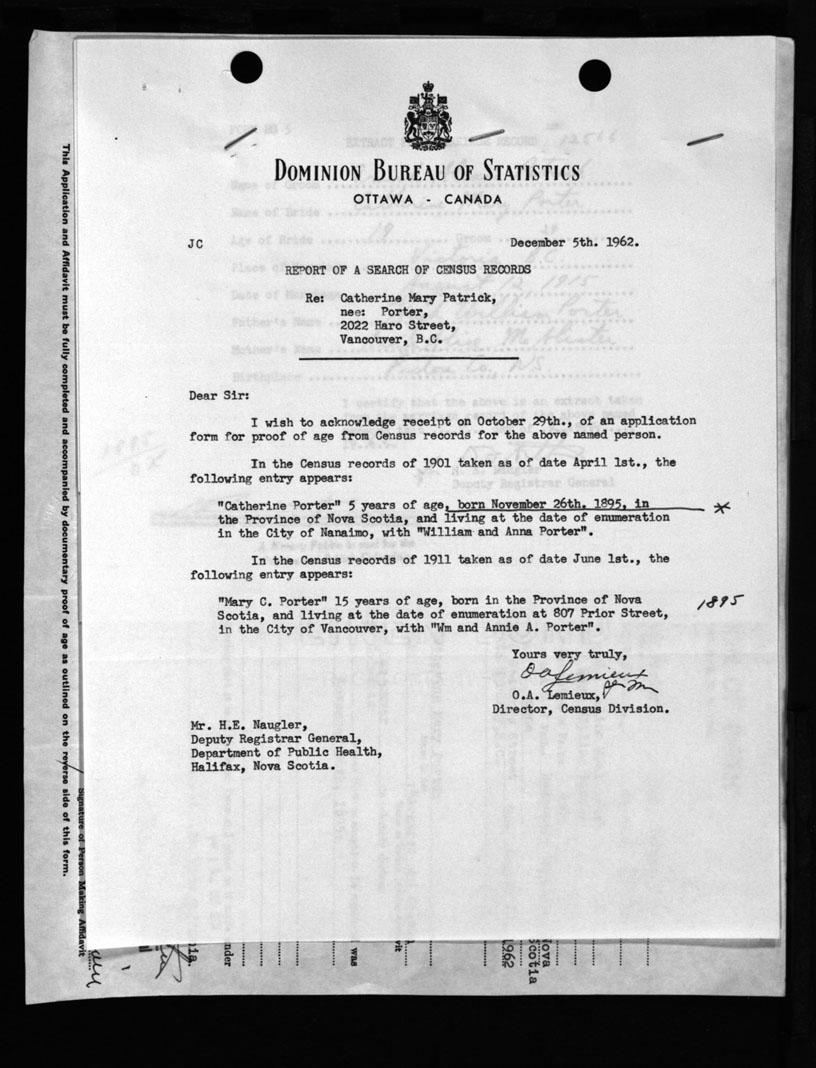 DOMINION BUREAU OF STATISTICS
OTTAWA - CANADA
JC
December 5th. 1962.
REPORT OF A SEARCH OF CENSUS RECORDS
Re: Catherine Mary Patrick,
nee: Porter,
2022 Haro Street,
Vancouver, B.C.
Dear Sir:
I wish to acknowledge receipt on October 29th., of an application
form for proof of age from Census records for the above named person.
In the Census records of 1901 taken as of date April 1st., the
following entry appears:
"Catherine Porter" 5 years of age, born November 26th. 1895, in *
the Province of Nova Scotia, and living at the date of enumeration
in the City of Nanaimo, with "William and Anna Porter".
In the Census records of 1911 taken as of date June 1st., the
following entry appears:
"Mary C. Porter" 15 years of age, born in the Province of Nova 1895
Scotia, and living at the date of enumeration at 807 Prior Street,
in the City of Vancouver, with "Wm and Annie A. Porter".
Yours very truly,
OALemieux
O.A. Lemieux,
Director, Census Division.
Mr. H.E. Naugler,
Deputy Registrar General,
Department of Public Health,
Halifax, Nova Scotia.
This Application and Affidavit must be fully completed and accompanied by documentary proof of age as outlined on the reverse side of this form.
Signature of Person Making Affidavit
nder
was
1962
Nova
Scotia